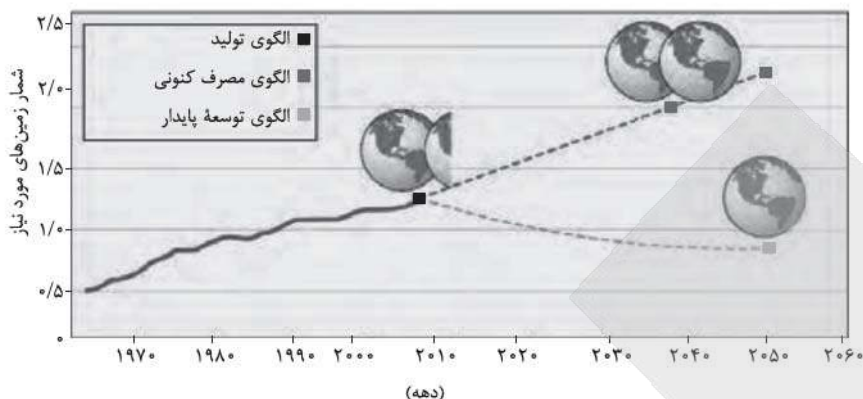 ۲/۵
۲/۰
۱/۵
۱/۰
۰/۵
۰
شمار زمین‌های مورد نیاز
الگوی تولید
الگوی مصرف کنونی
الگوی توسعۀ پایدار
۱۹۷۰ ۱۹۸۰ ۱۹۹۰ ۲۰۰۰ ۲۰۱۰ ۲۰۲۰ ۲۰۳۰ ۲۰۴۰ ۲۰۵۰ ۲۰۶۰
(دهه)